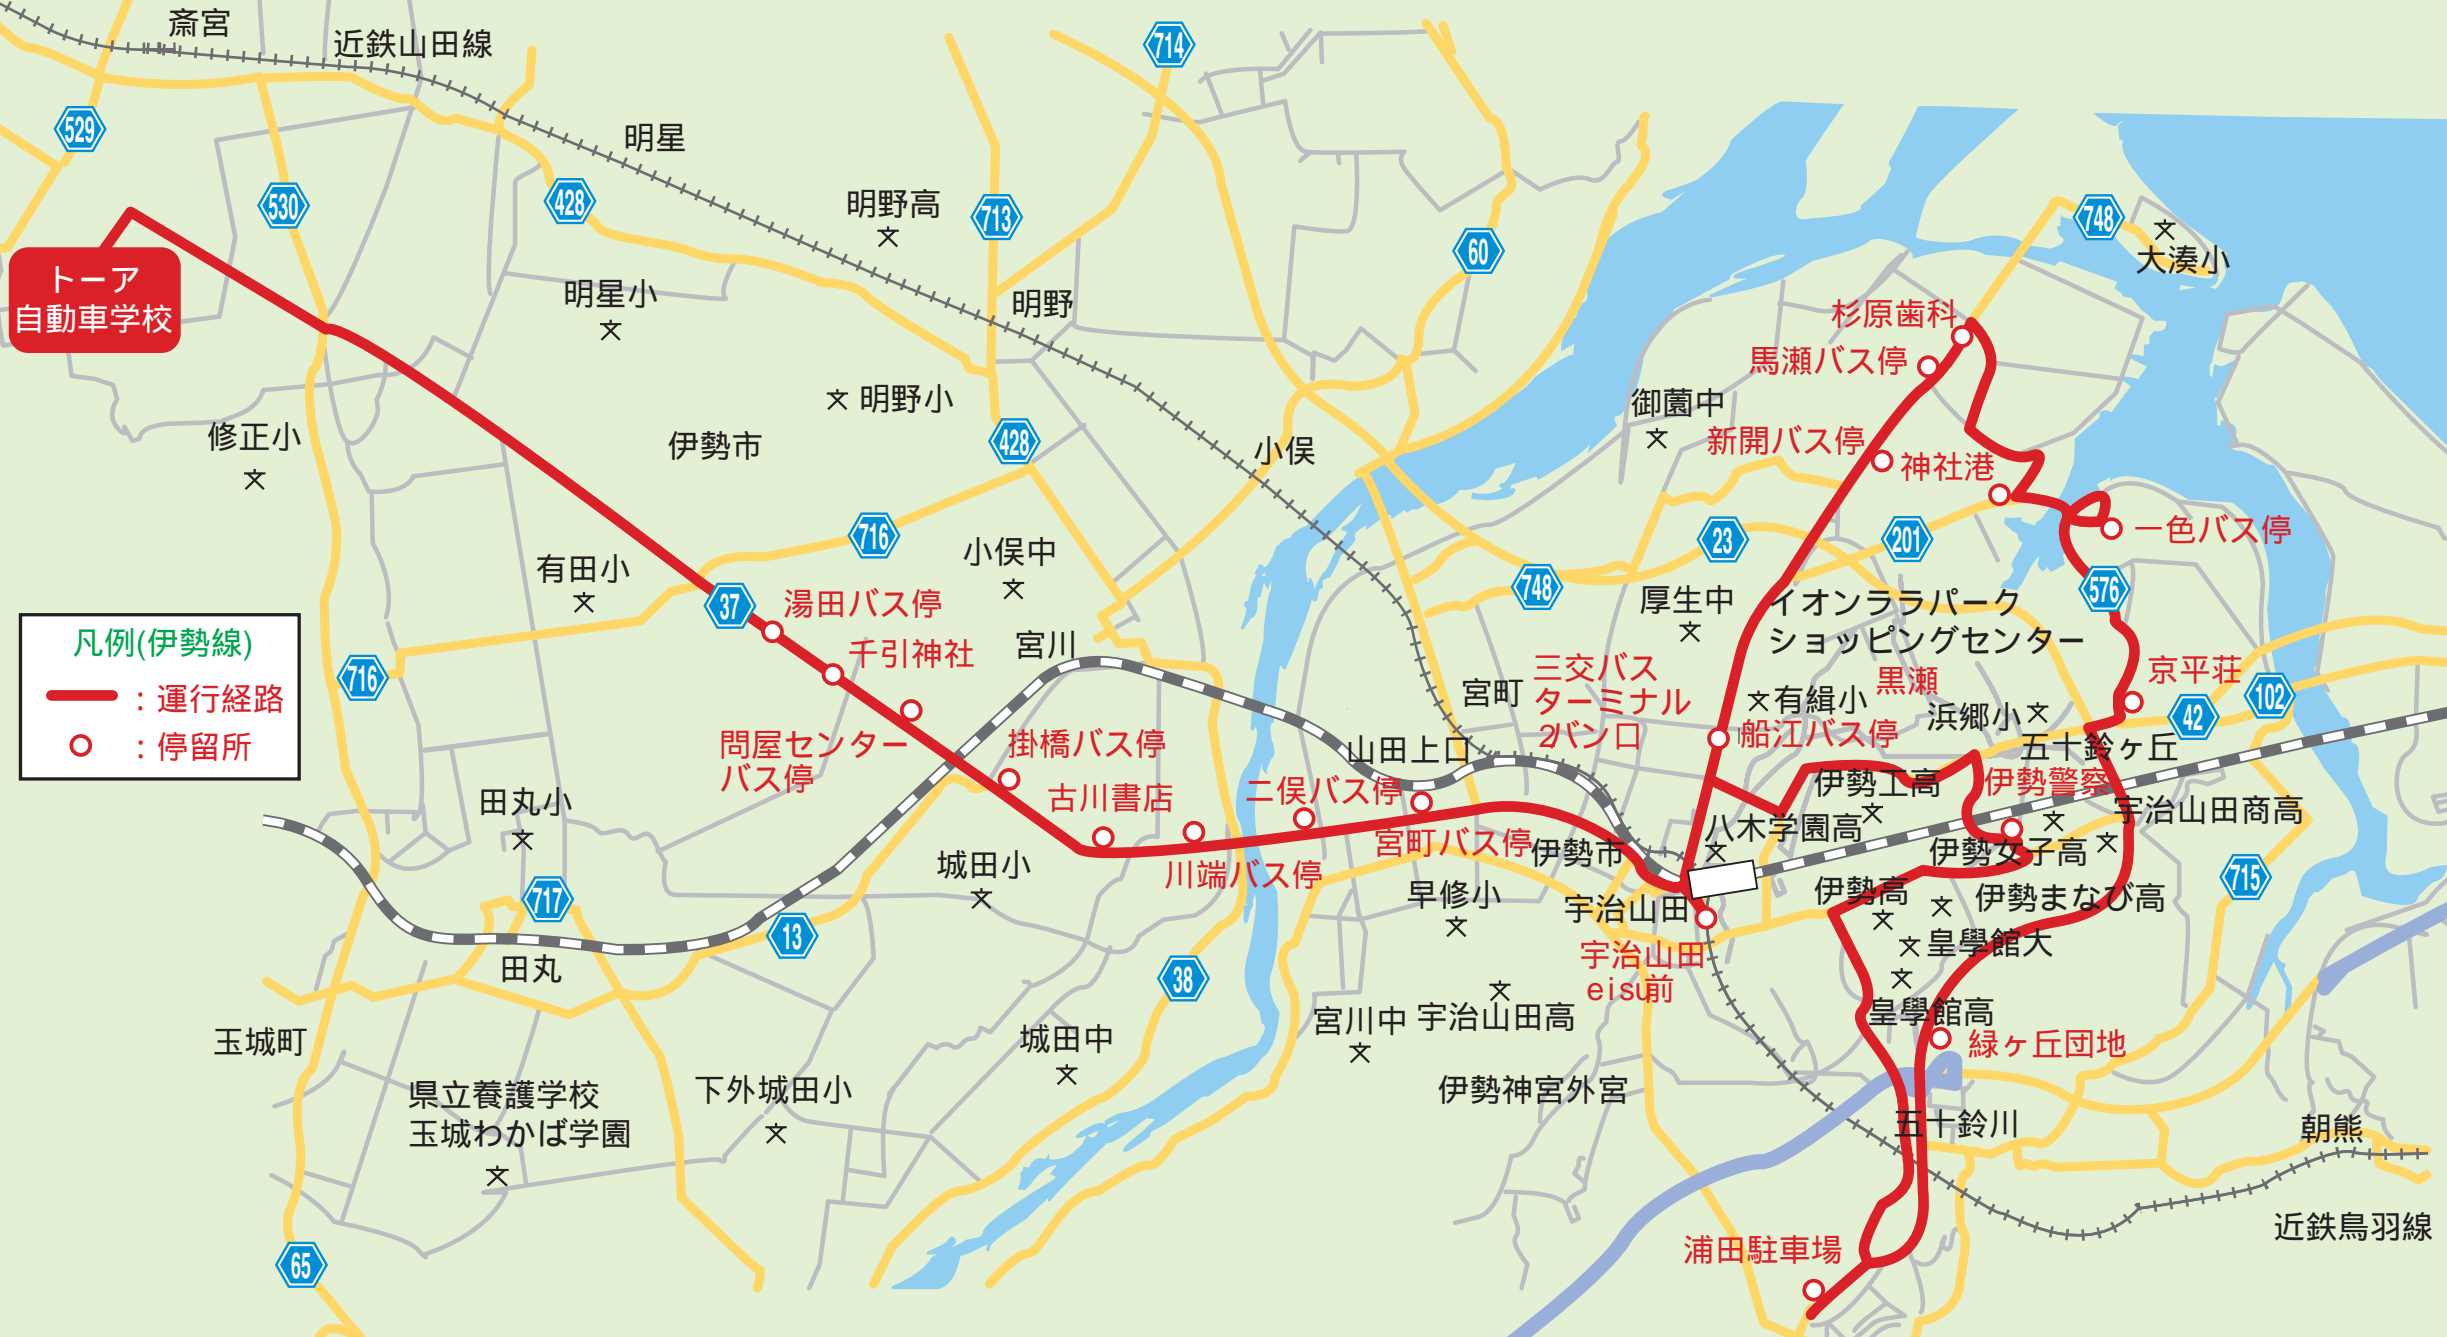 斎宮
近鉄山田線
714
529
明星
530
428
明野高
713
60
748
大湊小
トーア
自動車学校
明星小
明野
杉原歯科
馬瀬バス停
明野小
御薗中
修正小
伊勢市
428
小俣
新開バス停
神社港
716
23
201
一色バス停
有田小
小俣中
748
576
37
湯田バス停
厚生中
イオンララパーク
ショッピングセンター
凡例(伊勢線)
：運行経路
：停留所
千引神社
宮川
716
三交バス
ターミナル
2バン口
宮町
有緝小
黒瀬
京平荘
102
42
浜郷小
船江バス停
問屋センター
バス停
掛橋バス停
山田上口
五十鈴ヶ丘
伊勢工高
伊勢警察
田丸小
古川書店
二俣バス停
宇治山田商高
宮町バス停
伊勢市
八木学園高
伊勢女子高
城田小
川端バス停
715
717
早修小
宇治山田
伊勢高
伊勢まなび高
13
皇學館大
田丸
38
宇治山田
eisu前
玉城町
城田中
宮川中
宇治山田高
皇學館高
緑ヶ丘団地
県立養護学校
玉城わかば学園
下外城田小
伊勢神宮外宮
五十鈴川
朝熊
近鉄鳥羽線
65
浦田駐車場